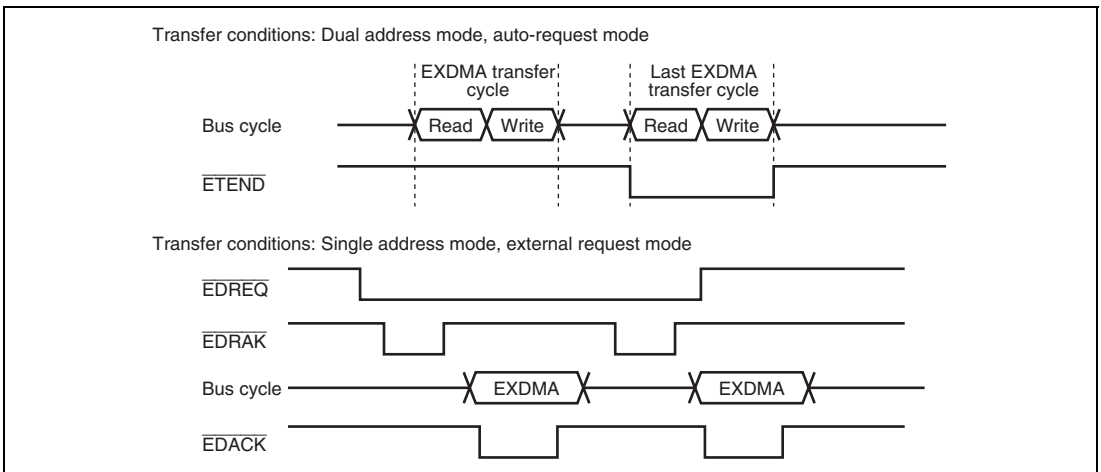 Transfer conditions: Dual address mode, auto-request mode
EXDMA transfer
cycle
Last EXDMA
transfer cycle
Bus cycle
Read
Write
Read
Write
ETEND
Transfer conditions: Single address mode, external request mode
EDREQ
EDRAK
Bus cycle
EXDMA
EXDMA
EDACK